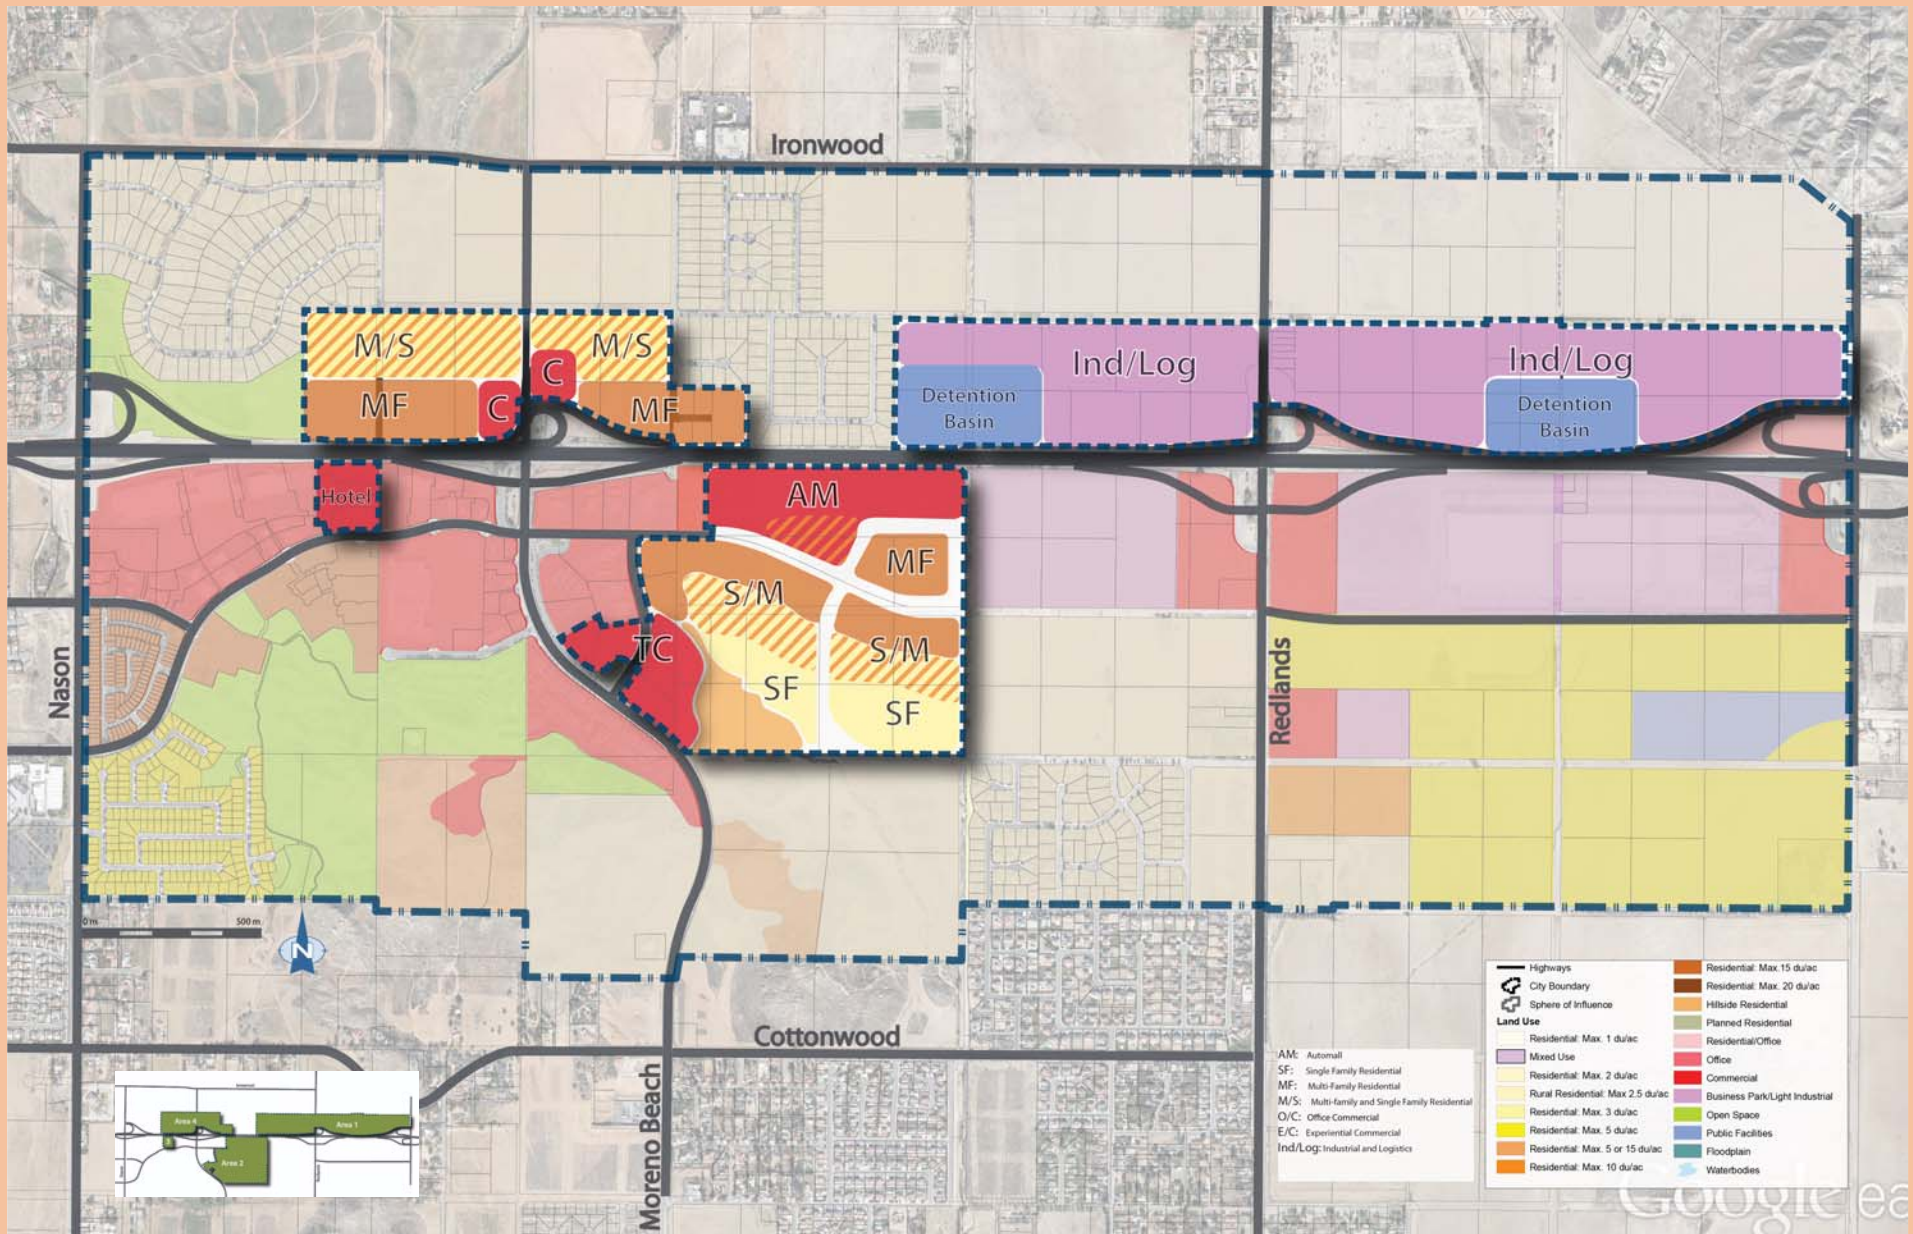 Ironwood
M/S
M/S
C
MF
C
MF
Ind/Log
Ind/Log
Detention
Basin
Detention
Basin
Hotel
AM
MF
S/M
TC
S/M
SF
SF
Nason
Redlands
0 m
500 m
N
Cottonwood
Moreno Beach
Area 4
Area 1
Area 2
AM: Automall
SF: Single Family Residential
MF: Multi-Family Residential
M/S: Multi-family and Single Family Residential
O/C: Office Commercial
E/C: Experiential Commercial
Ind/Log: Industrial and Logistics
Highways
City Boundary
Sphere of Influence
Land Use
Residential: Max. 1 du/ac
Mixed Use
Residential: Max. 2 du/ac
Rural Residential: Max 2.5 du/ac
Residential: Max. 3 du/ac
Residential: Max. 5 du/ac
Residential: Max. 5 or 15 du/ac
Residential: Max. 10 du/ac
Residential: Max.15 du/ac
Residential: Max. 20 du/ac
Hillside Residential
Planned Residential
Residential/Office
Office
Commercial
Business Park/Light Industrial
Open Space
Public Facilities
Floodplain
Waterbodies
Google ea